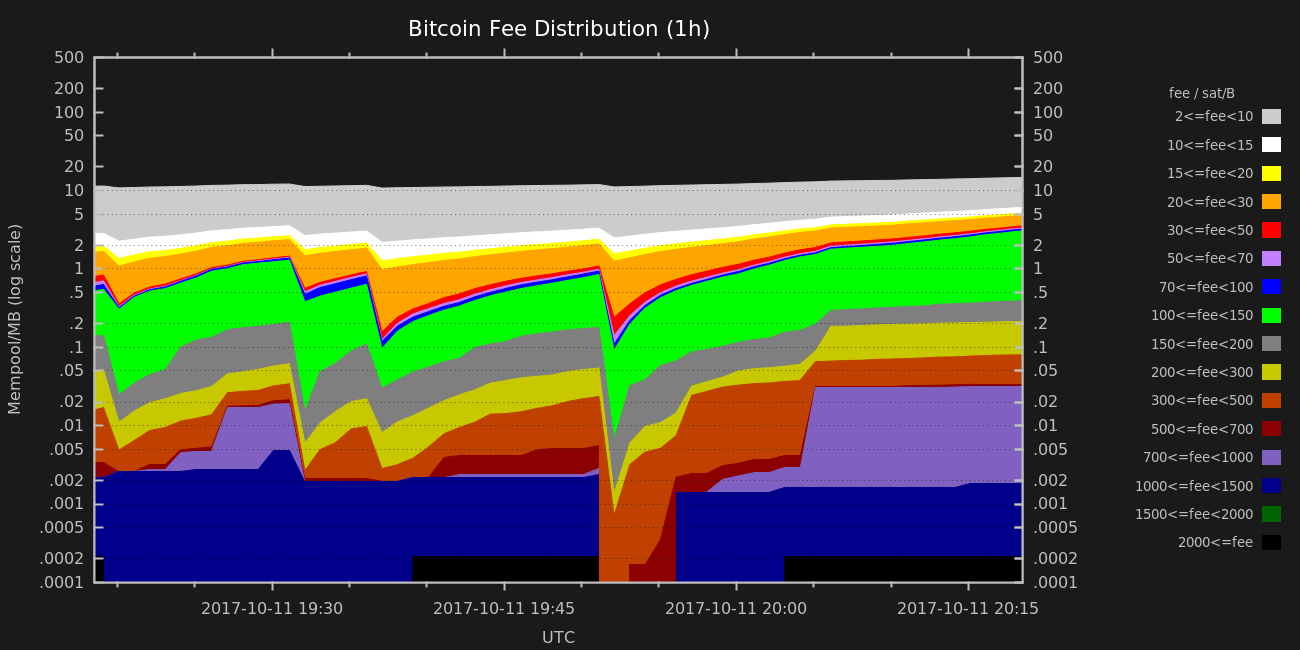 Bitcoin Fee Distribution (1h)
Mempool/MB (log scale)
500
200
100
50
20
10
5
2
1
.5
.2
.1
.05
.02
.01
.005
.002
.001
.0005
.0002
.0001
500
200
100
50
20
10
5
2
1
.5
.2
.1
.05
.02
.01
.005
.002
.001
.0005
.0002
.0001
2017-10-11 19:30
2017-10-11 19:45
2017-10-11 20:00
2017-10-11 20:15
UTC
fee / sat/B
2<=fee<10
10<=fee<15
15<=fee<20
20<=fee<30
30<=fee<50
50<=fee<70
70<=fee<100
100<=fee<150
150<=fee<200
200<=fee<300
300<=fee<500
500<=fee<700
700<=fee<1000
1000<=fee<1500
1500<=fee<2000
2000<=fee